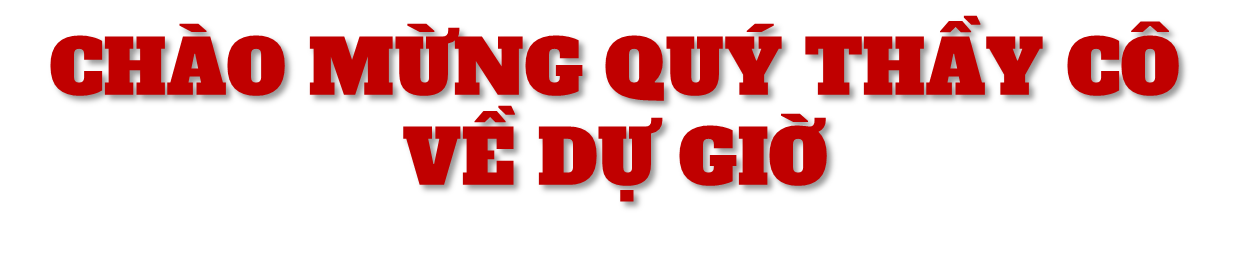 CHÀO MỪNG QUÝ THẦY CÔ
VỀ DỰ GIỜ